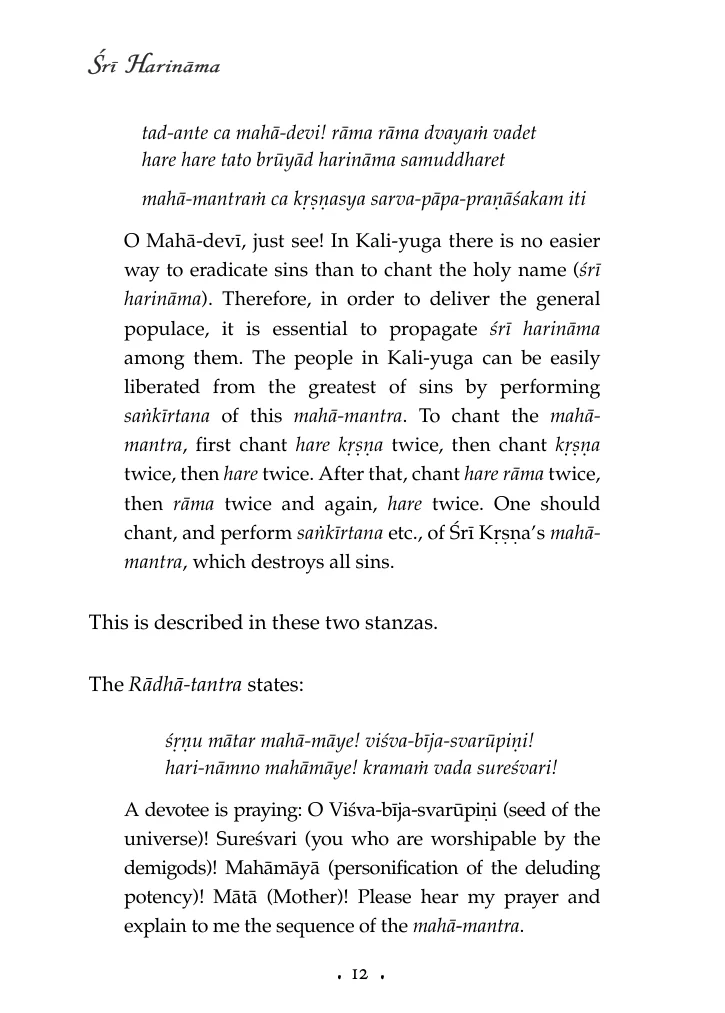 Śrī Harināma
tad-ante ca mahā-devi! rāma rāma dvayaṁ vadet
hare hare tato brūyād harināma samuddharet
mahā-mantraṁ ca kṛṣṇasya sarva-pāpa-praṇāśakam iti
O Mahā-devī, just see! In Kali-yuga there is no easier
way to eradicate sins than to chant the holy name (śrī
harināma). Therefore, in order to deliver the general
populace, it is essential to propagate śrī harināma
among them. The people in Kali-yuga can be easily
liberated from the greatest of sins by performing
saṅkīrtana of this mahā-mantra. To chant the mahā-
mantra, first chant hare kṛṣṇa twice, then chant kṛṣṇa
twice, then hare twice. After that, chant hare rāma twice,
then rāma twice and again, hare twice. One should
chant, and perform saṅkīrtana etc., of Śrī Kṛṣṇa’s mahā-
mantra, which destroys all sins.
This is described in these two stanzas.
The Rādhā-tantra states:
śṛṇu mātar mahā-māye! viśva-bīja-svarūpiṇi!
hari-nāmno mahāmāye! kramaṁ vada sureśvari!
A devotee is praying: O Viśva-bīja-svarūpiṇi (seed of the
universe)! Sureśvari (you who are worshipable by the
demigods)! Mahāmāyā (personification of the deluding
potency)! Mātā (Mother)! Please hear my prayer and
explain to me the sequence of the mahā-mantra.
. 12 .